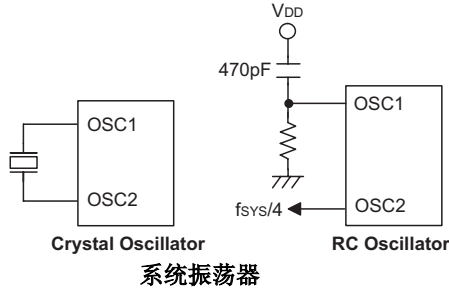 VDD
470pF
OSC1
OSC2
Crystal Oscillator
OSC1
fSYS/4
OSC2
RC Oscillator
系统振荡器